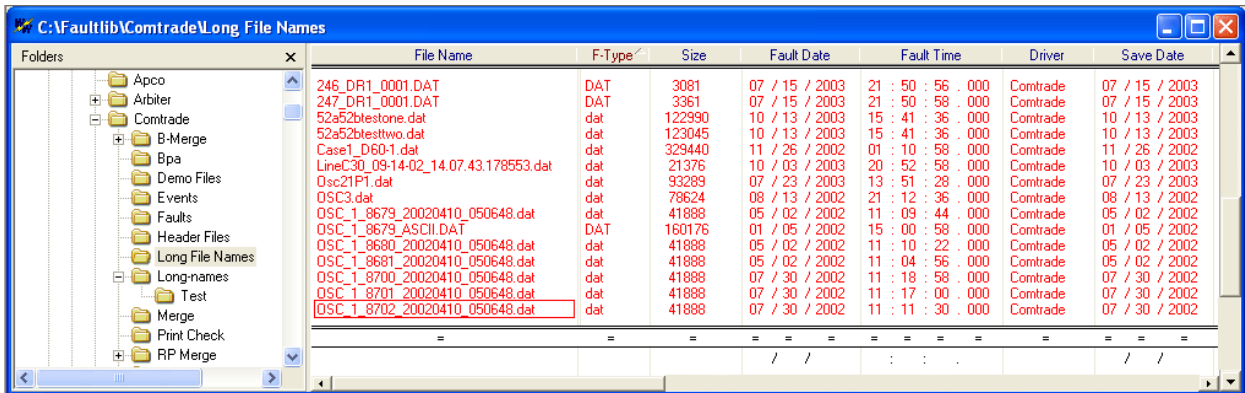 C:\Faultlib\Comtrade\Long File Names
Folders x
Apco
Arbiter
Comtrade
B-Merge
Bpa
Demo Files
Events
Faults
Header Files
Long File Names
Long-names
Test
Merge
Print Check
RP Merge
File Name F-Type Size Fault Date Fault Time Driver Save Date
246_DR1_0001.DAT DAT 3081 07 / 15 / 2003 21 : 50 : 56 . 000 Comtrade 07 / 15 / 2003
247_DR1_0001.DAT DAT 3361 07 / 15 / 2003 21 : 50 : 58 . 000 Comtrade 07 / 15 / 2003
52a52btestone.dat dat 122990 10 / 13 / 2003 15 : 41 : 36 . 000 Comtrade 10 / 13 / 2003
52a52btesttwo.dat dat 123045 10 / 13 / 2003 15 : 41 : 36 . 000 Comtrade 10 / 13 / 2003
Case1_D60-1.dat dat 329440 11 / 26 / 2002 01 : 10 : 58 . 000 Comtrade 11 / 26 / 2002
LineC30_09-14-02_14.07.43.178553.dat dat 21376 10 / 03 / 2003 20 : 52 : 58 . 000 Comtrade 10 / 03 / 2003
Osc21P1.dat dat 93289 07 / 23 / 2003 13 : 51 : 28 . 000 Comtrade 07 / 23 / 2003
OSC3.dat dat 78624 08 / 13 / 2002 21 : 12 : 36 . 000 Comtrade 08 / 13 / 2002
OSC_1_8679_20020410_050648.dat dat 41888 05 / 02 / 2002 11 : 09 : 44 . 000 Comtrade 05 / 02 / 2002
OSC_1_8679_ASCII.DAT DAT 160176 01 / 05 / 2002 15 : 00 : 58 . 000 Comtrade 01 / 05 / 2002
OSC_1_8680_20020410_050648.dat dat 41888 05 / 02 / 2002 11 : 10 : 22 . 000 Comtrade 05 / 02 / 2002
OSC_1_8681_20020410_050648.dat dat 41888 05 / 02 / 2002 11 : 04 : 56 . 000 Comtrade 05 / 02 / 2002
OSC_1_8700_20020410_050648.dat dat 41888 07 / 30 / 2002 11 : 18 : 58 . 000 Comtrade 07 / 30 / 2002
OSC_1_8701_20020410_050648.dat dat 41888 07 / 30 / 2002 11 : 17 : 00 . 000 Comtrade 07 / 30 / 2002
OSC_1_8702_20020410_050648.dat dat 41888 07 / 30 / 2002 11 : 11 : 30 . 000 Comtrade 07 / 30 / 2002
= = = = = = = = = = = = = =
/ / : : . / /